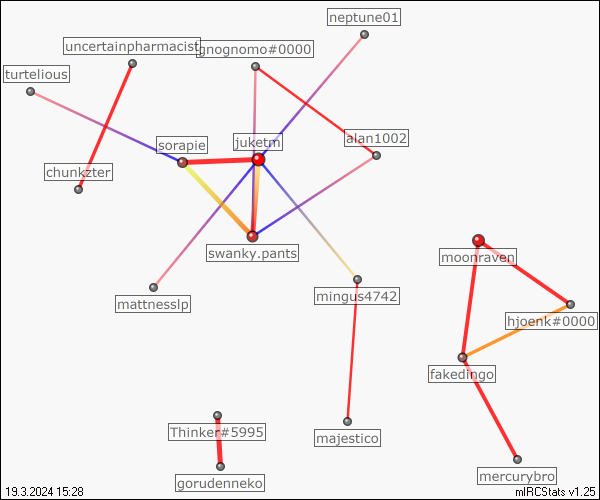 neptune01
uncertainpharmacist
gnognomo#0000
turtelious
alan1002
juketm
sorapie
chunkzter
swanky.pants
moonraven
mattnesslp
mingus4742
hjoenk#0000
fakedingo
Thinker#5995
majestico
gorudenneko
mercurybro
19.3.2024 15:28
mIRCStats v1.25